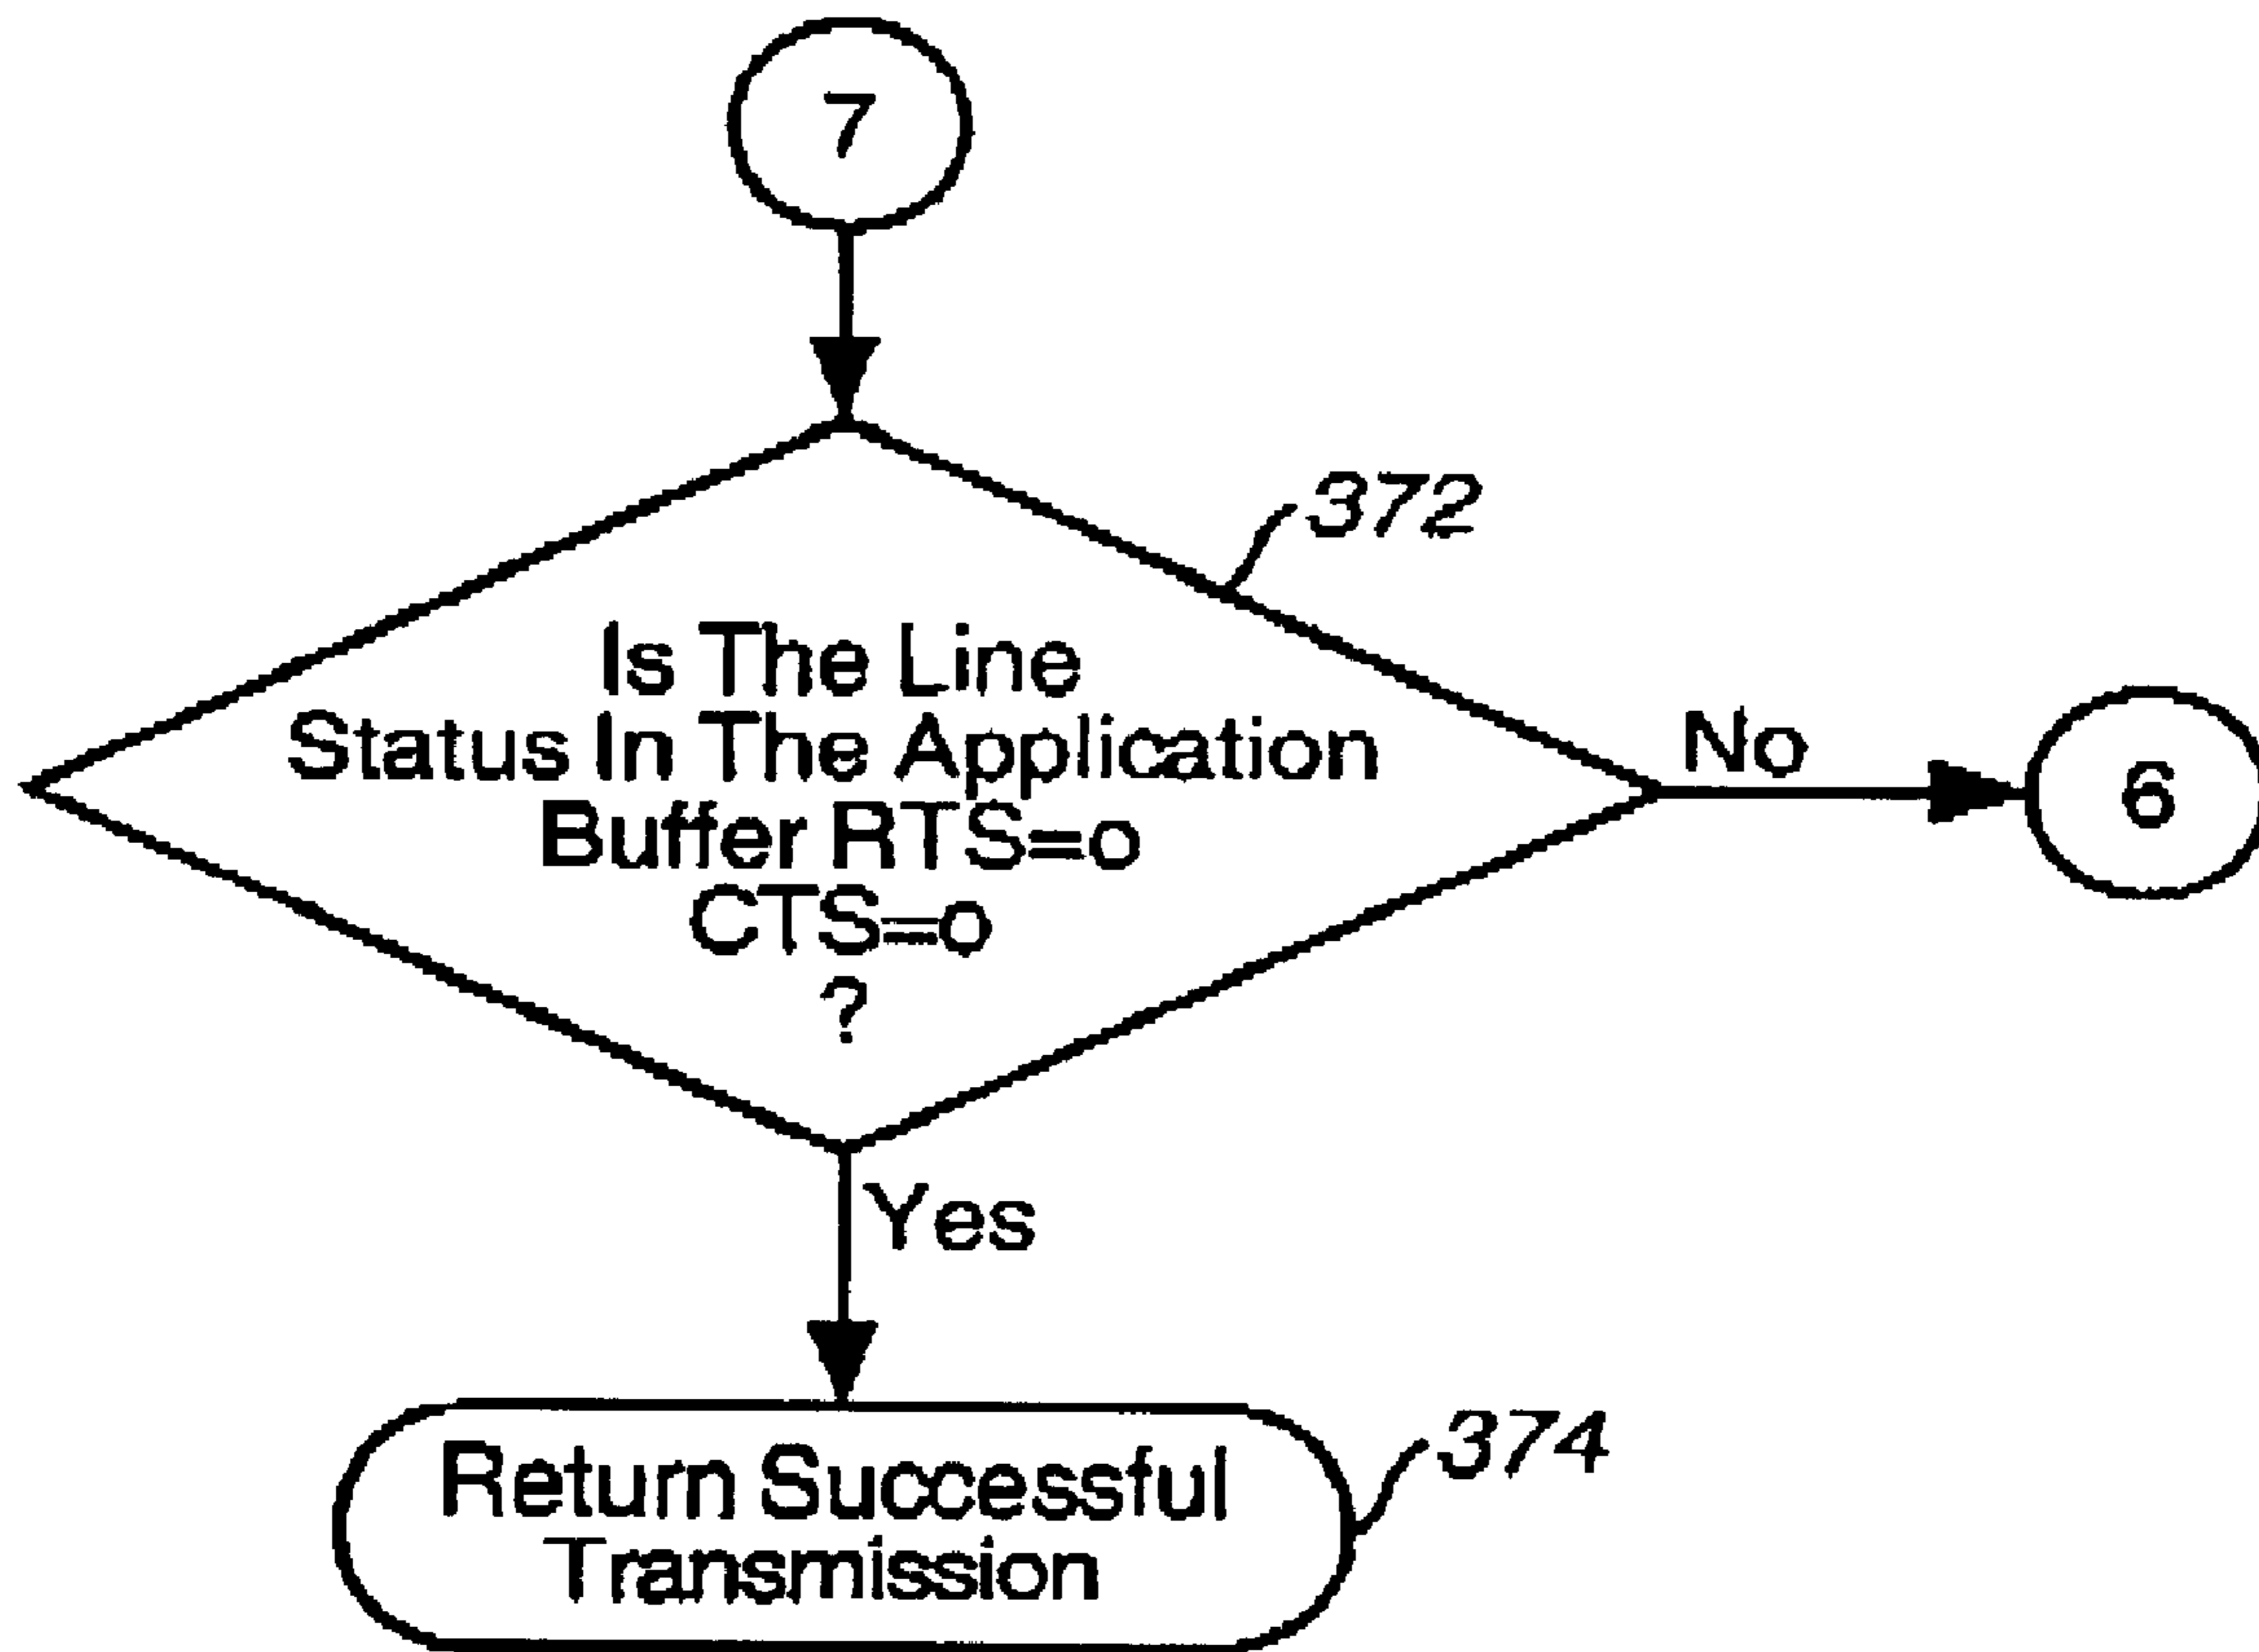 7
372
Is The Line
Status In The Application
Buffer RTS=o
CTS=o
?
No
6
Yes
Return Successful
Transmission
374